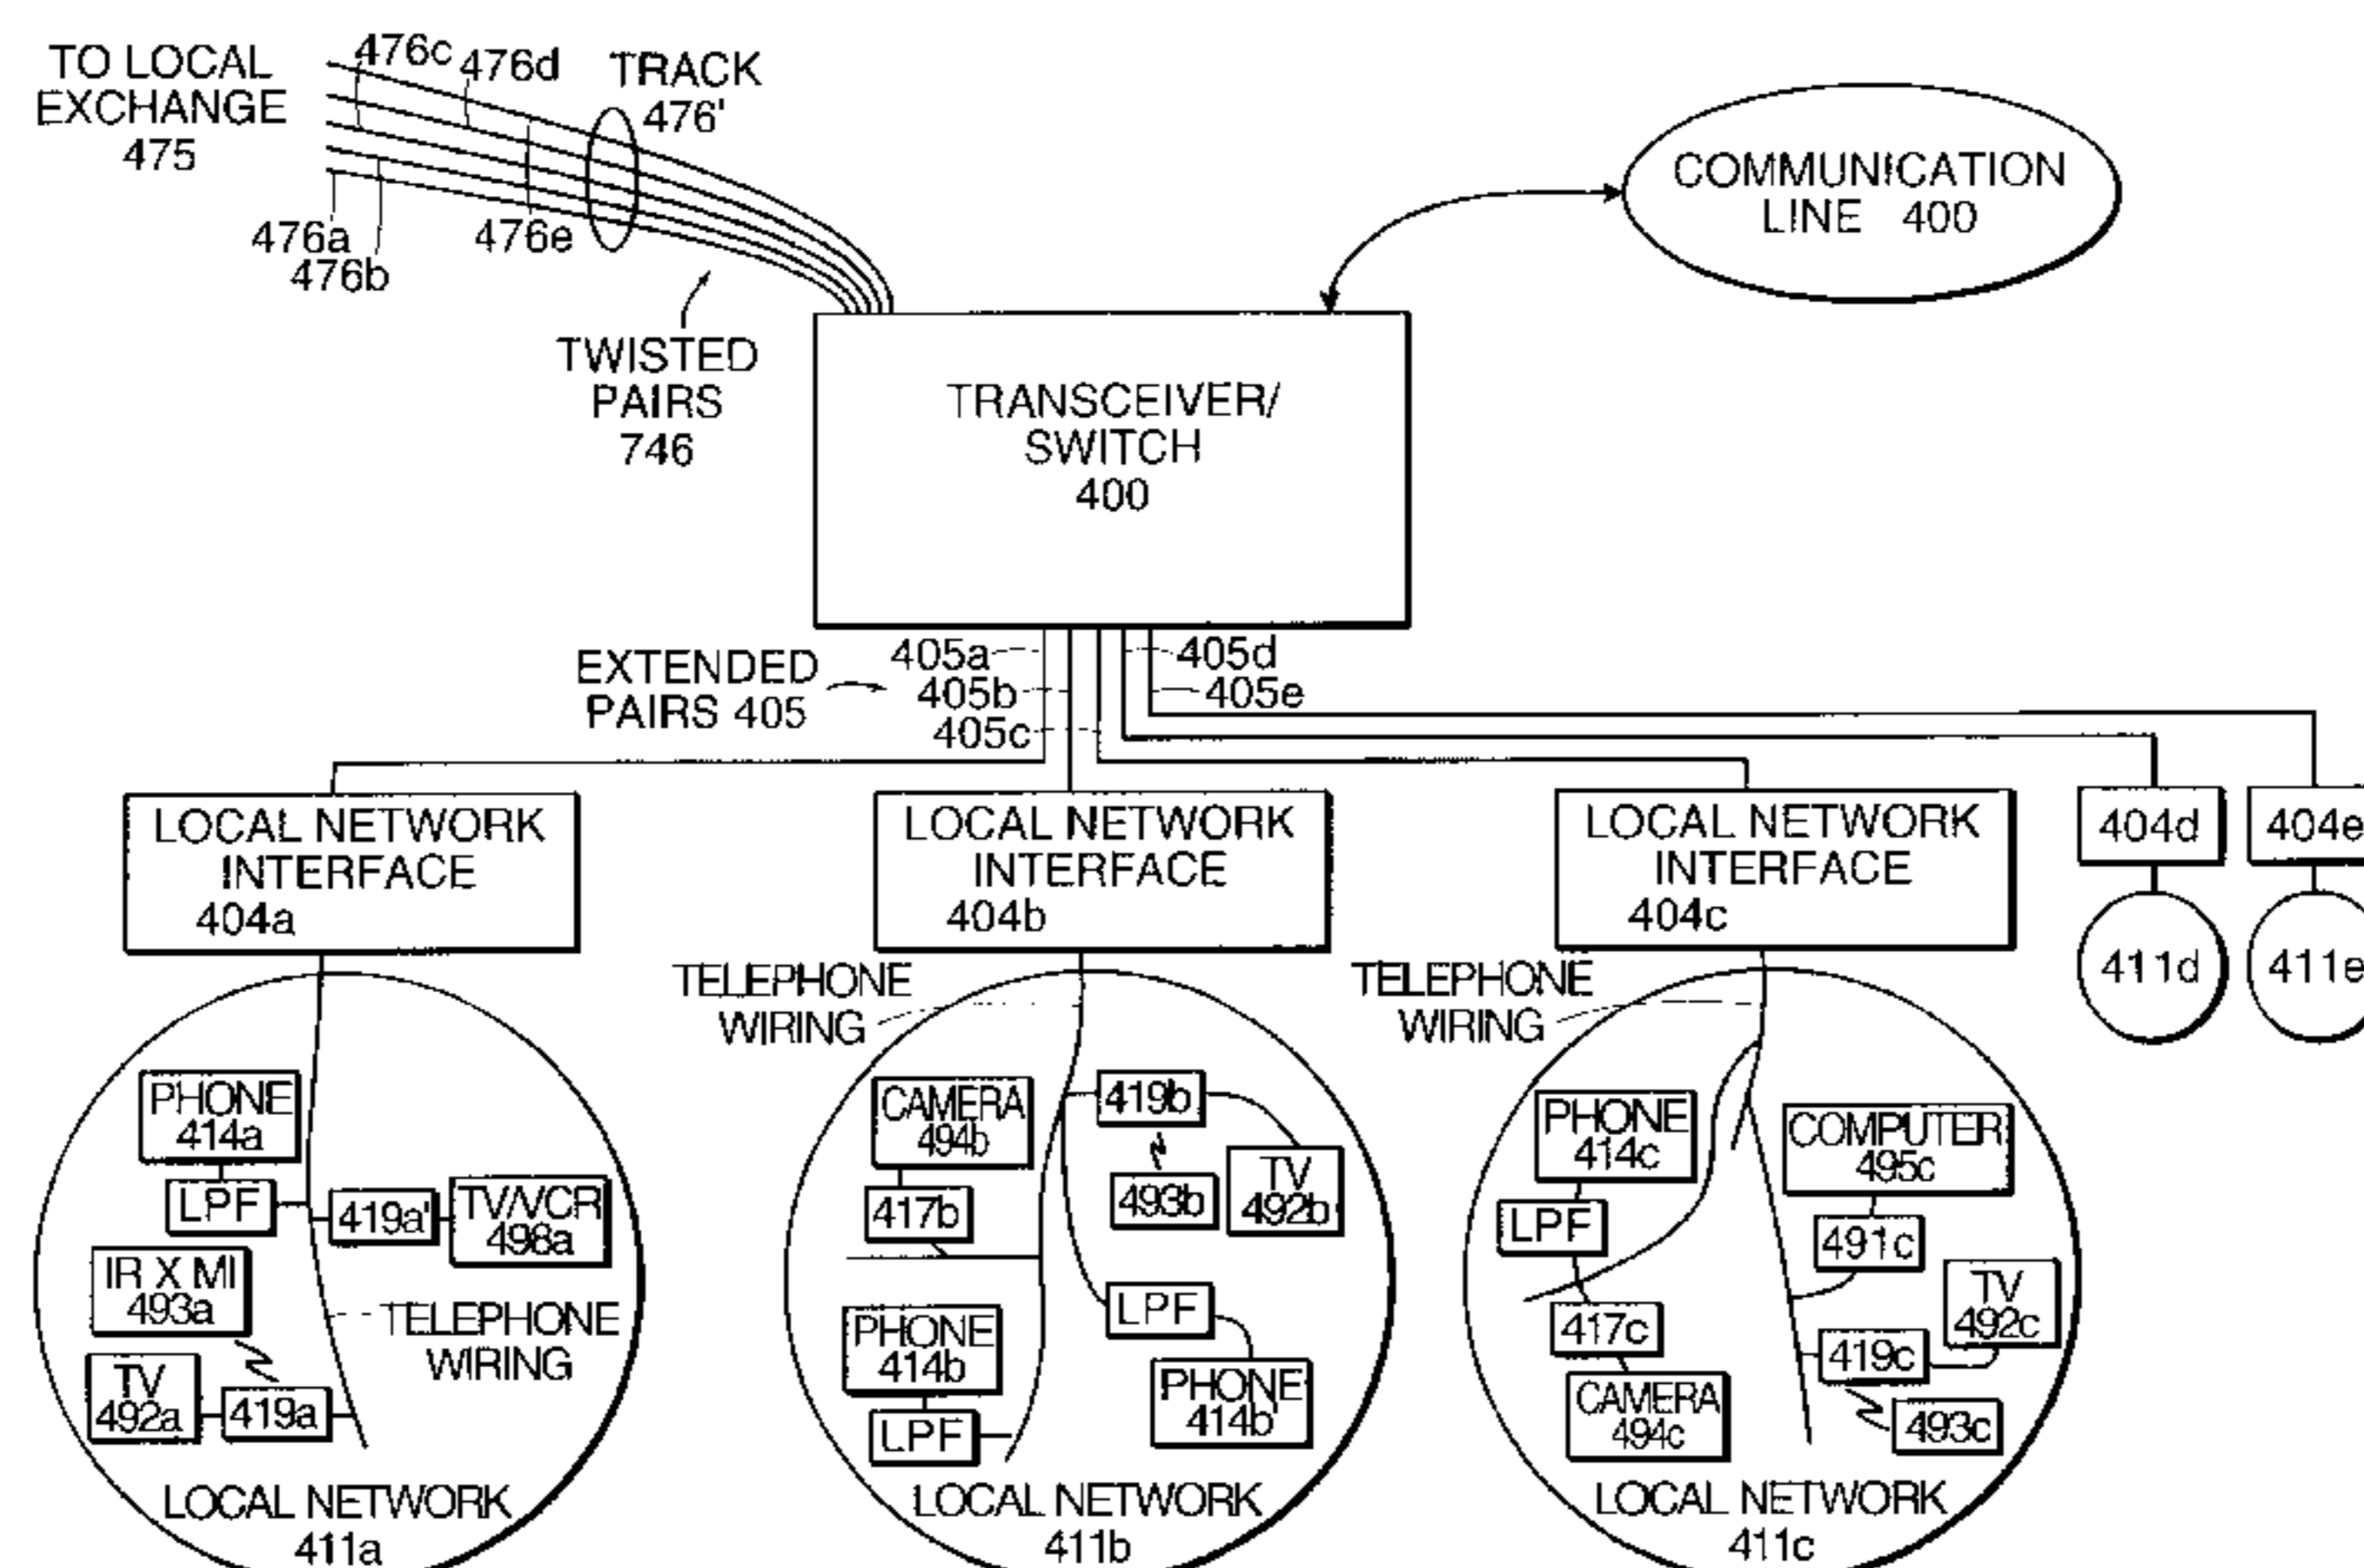 TO LOCAL
EXCHANGE
475
476c
476d
TRACK
476'
476a
476b
476e
TWISTED
PAIRS
746
COMMUNICATION
LINE 400
TRANSCEIVER/
SWITCH
400
EXTENDED
PAIRS 405
405a
405b
405c
405d
405e
LOCAL NETWORK
INTERFACE
404a
LOCAL NETWORK
INTERFACE
404b
LOCAL NETWORK
INTERFACE
404c
404d
404e
411d
411e
PHONE
414a
LPF
419a'
TV/VCR
498a
IR X MI
493a
TELEPHONE
WIRING
TV
492a
419a
LOCAL NETWORK
411a
TELEPHONE
WIRING
CAMERA
494b
417b
419b
493b
TV
492b
PHONE
414b
LPF
LPF
PHONE
414b'
LOCAL NETWORK
411b
TELEPHONE
WIRING
PHONE
414c
LPF
417c
CAMERA
494c
COMPUTER
495c
491c
TV
492c
419c
493c
LOCAL NETWORK
411c